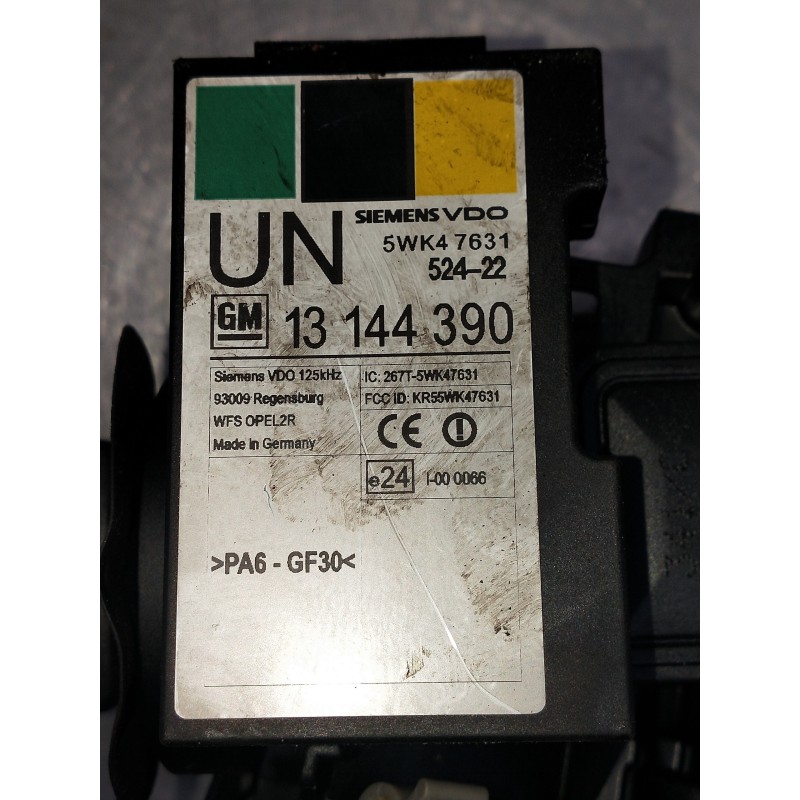 SIEMENS VDO
UN 5WK4 7631
524-22
GM 13 144 390
Siemens VDO 125kHz
93009 Regensburg
WFS OPEL2R
Made in Germany
IC: 267T-5WK47631
FCC ID: KR55WK47631
CE
e24 I-00 0066
>PA6 - GF30<